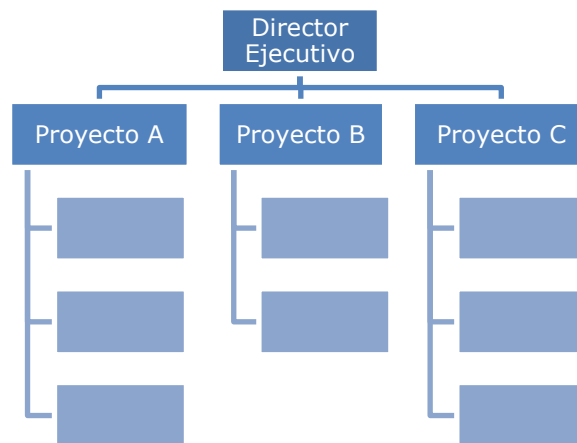 Director
Ejecutivo
Proyecto A
Proyecto B
Proyecto C